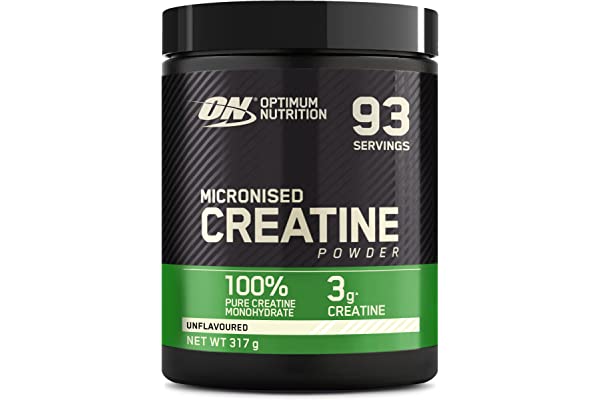 ON® OPTIMUM
NUTRITION
93
SERVINGS
MICRONISED
CREATINE
POWDER
100%
PURE CREATINE
MONOHYDRATE
3g*
CREATINE
UNFLAVOURED
NET WT 317 g